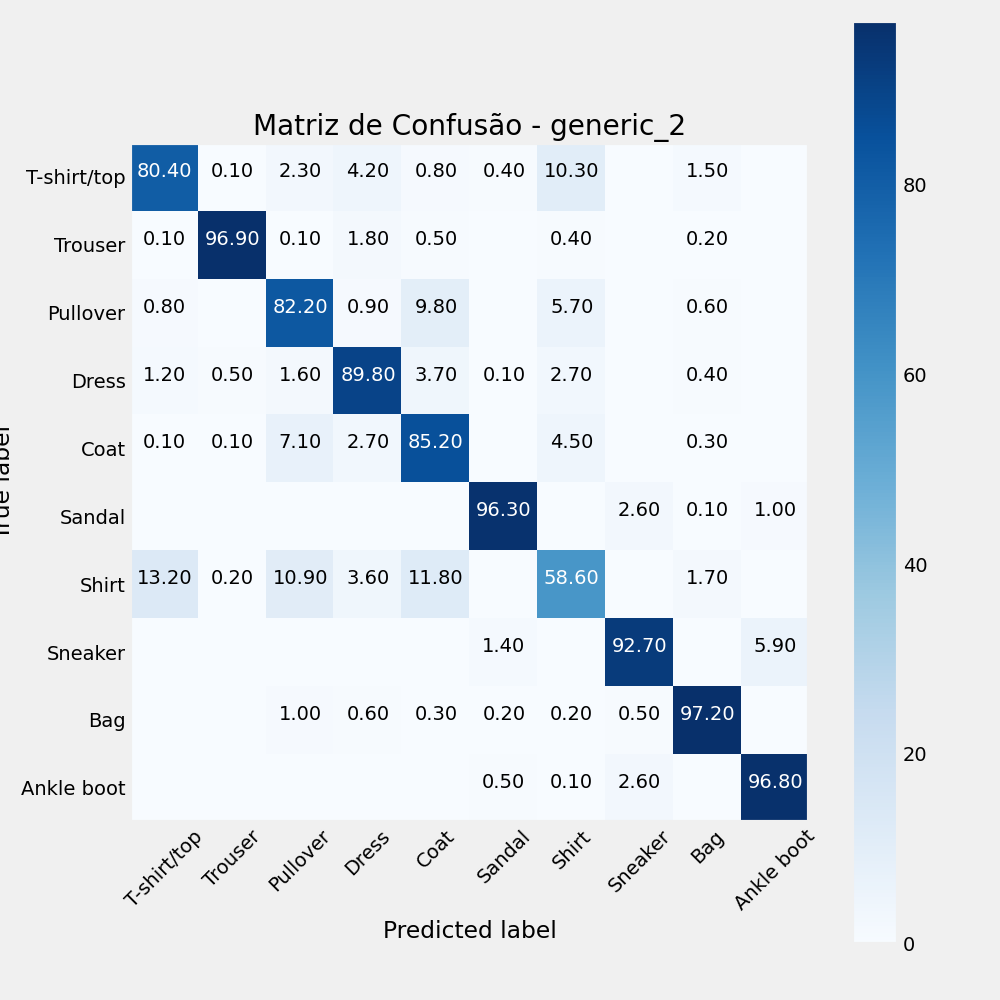 Matriz de Confusão - generic_2
T-shirt/top 80.40 0.10 2.30 4.20 0.80 0.40 10.30 1.50
Trouser 0.10 96.90 0.10 1.80 0.50 0.40 0.20
Pullover 0.80 82.20 0.90 9.80 5.70 0.60
Dress 1.20 0.50 1.60 89.80 3.70 0.10 2.70 0.40
Coat 0.10 0.10 7.10 2.70 85.20 4.50 0.30
Sandal 96.30 2.60 0.10 1.00
Shirt 13.20 0.20 10.90 3.60 11.80 58.60 1.70
Sneaker 1.40 92.70 5.90
Bag 1.00 0.60 0.30 0.20 0.20 0.50 97.20
Ankle boot 0.50 0.10 2.60 96.80
T-shirt/top Trouser Pullover Dress Coat Sandal Shirt Sneaker Bag Ankle boot
Predicted label
True label
80
60
40
20
0